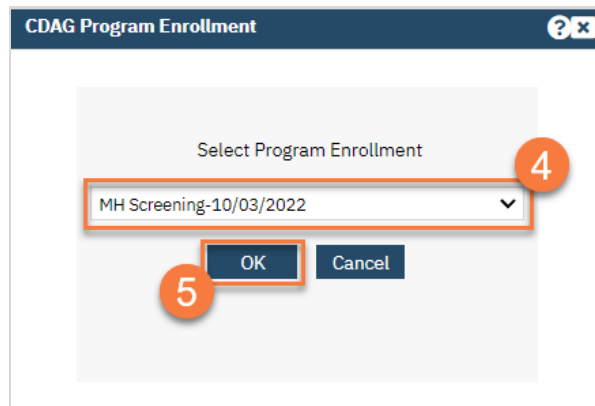 CDAG Program Enrollment ?
Select Program Enrollment
4
MH Screening-10/03/2022
OK Cancel
5